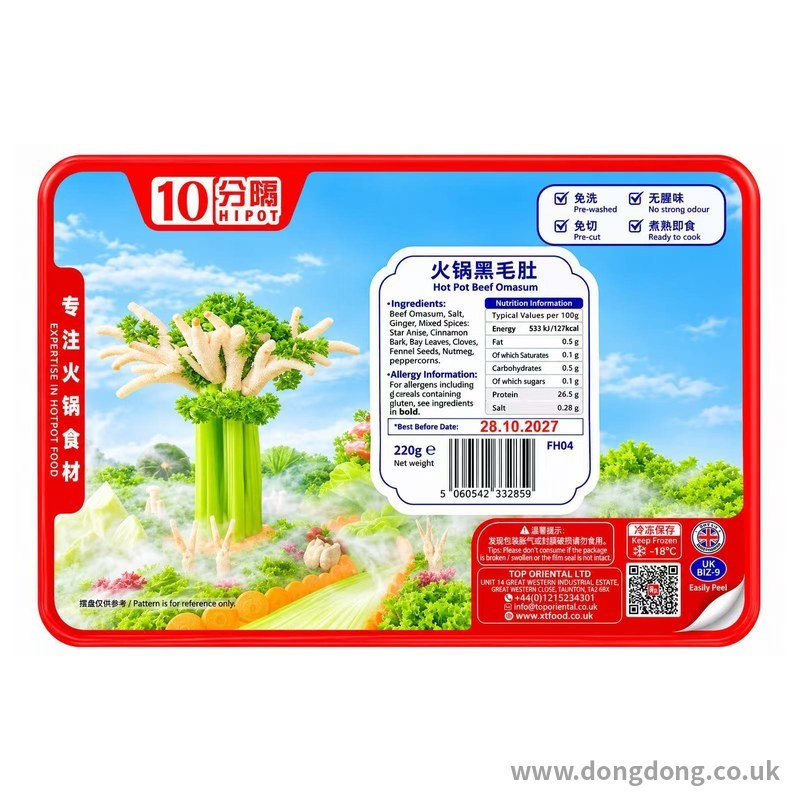 10分嗝
HIPOT
专注火锅食材
EXPERTISE IN HOTPOT FOOD
免洗
Pre-washed
无腥味
No strong odour
免切
Pre-cut
煮熟即食
Ready to cook
火锅黑毛肚
Hot Pot Beef Omasum
•Ingredients:
Beef Omasum, Salt,
Ginger, Mixed Spices:
Star Anise, Cinnamon
Bark, Bay Leaves, Cloves,
Fennel Seeds, Nutmeg,
peppercorns.
•Allergy Information:
For allergens including
cereals containing
gluten, see ingredients
in bold.
Nutrition Information
Typical Values per 100g
Energy 533 kJ/127kcal
Fat 0.5 g
Of which Saturates 0.1 g
Carbohydrates 0.5 g
Of which sugars 0.1 g
Protein 26.5 g
Salt 0.28 g
*Best Before Date: 28.10.2027
220g e
Net weight
FH04
5 060542 332859
温馨提示:
发现包装胀气或封膜破损请勿食用。
Tips: Please don't consume if the package
is broken / swollen or the film seal is not intact.
冷冻保存
Keep Frozen
-18°C
TOP ORIENTAL LTD
UNIT 14 GREAT WESTERN INDUSTRIAL ESTATE,
GREAT WESTERN CLOSE, TAUNTON, TA2 6BX
+44(0)1215234301
info@toporiental.co.uk
www.xtfood.co.uk
UK
BIZ-9
Easily Peel
摆盘仅供参考 / Pattern is for reference only.
www.dongdong.co.uk